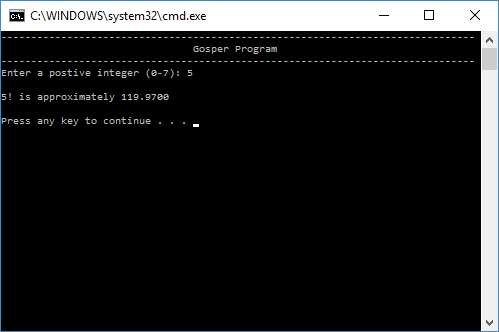 C:\WINDOWS\system32\cmd.exe
--------------------------------------------------------------------------------
Gosper Program
--------------------------------------------------------------------------------
Enter a postive integer (0-7): 5
5! is approximately 119.9700
Press any key to continue . . .